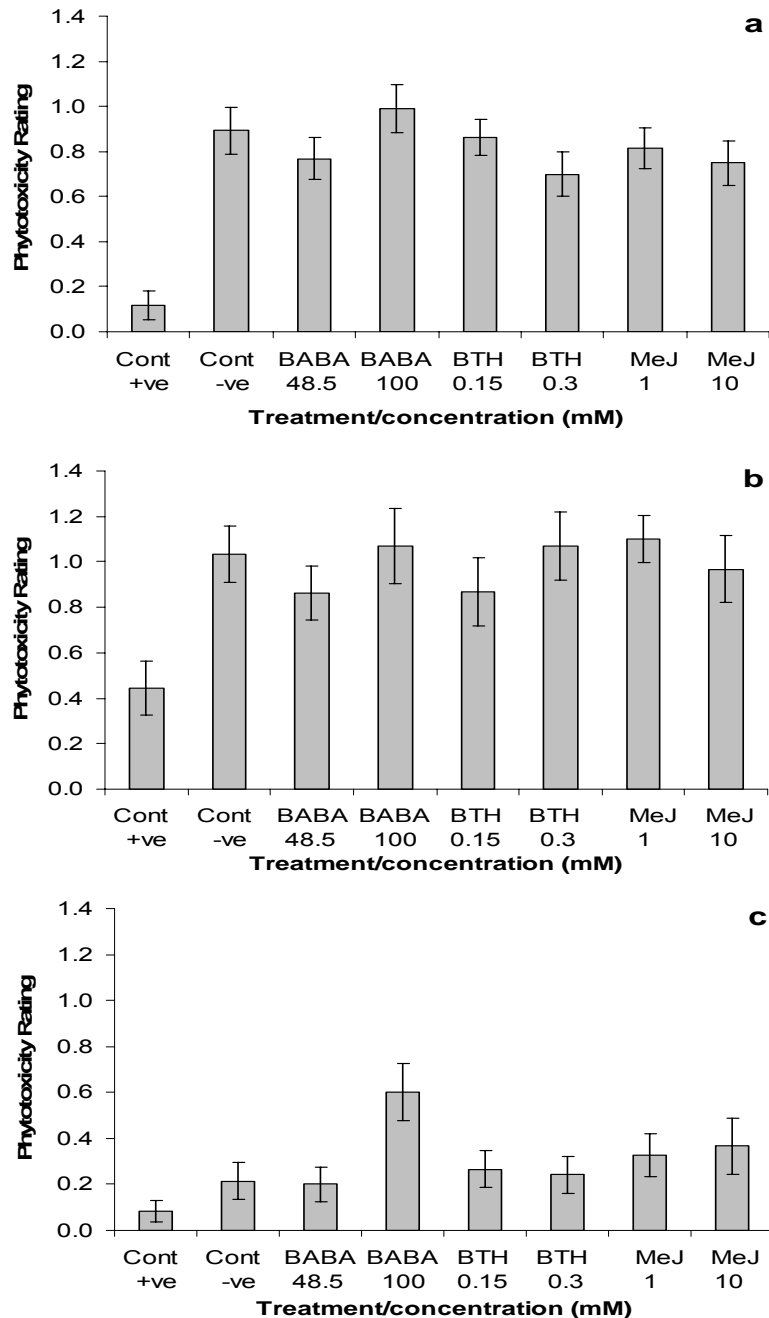 a
1.4
1.2
1.0
0.8
0.6
0.4
0.2
0.0
Phytotoxicity Rating
Cont Cont BABA BABA BTH BTH MeJ MeJ
+ve -ve 48.5 100 0.15 0.3 1 10
Treatment/concentration (mM)
b
1.4
1.2
1.0
0.8
0.6
0.4
0.2
0.0
Phytotoxicity Rating
Cont Cont BABA BABA BTH BTH MeJ MeJ
+ve -ve 48.5 100 0.15 0.3 1 10
Treatment/concentration (mM)
c
1.4
1.2
1.0
0.8
0.6
0.4
0.2
0.0
Phytotoxicity Rating
Cont Cont BABA BABA BTH BTH MeJ MeJ
+ve -ve 48.5 100 0.15 0.3 1 10
Treatment/concentration (mM)